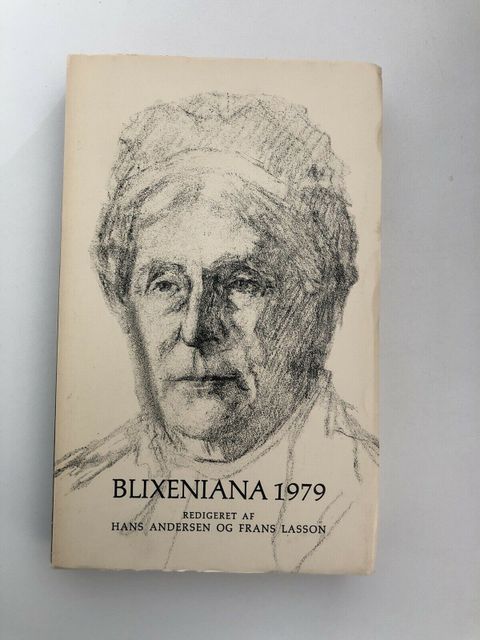 BLIXENIANA 1979
REDIGERET AF
HANS ANDERSEN OG FRANS LASSON